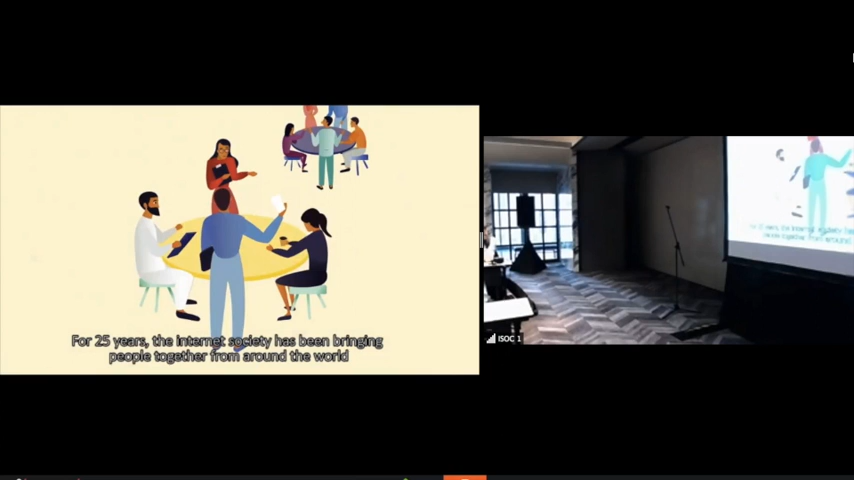 For 25 years, the internet society has been bringing
people together from around the world
ISOC 1